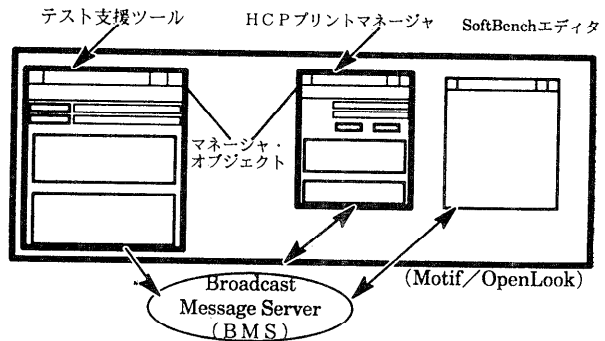 テスト支援ツール
ＨＣＰプリントマネージャ
SoftBenchエディタ
マネージャ・
オブジェクト
(Motif／OpenLook)
Broadcast
Message Server
(ＢＭＳ)